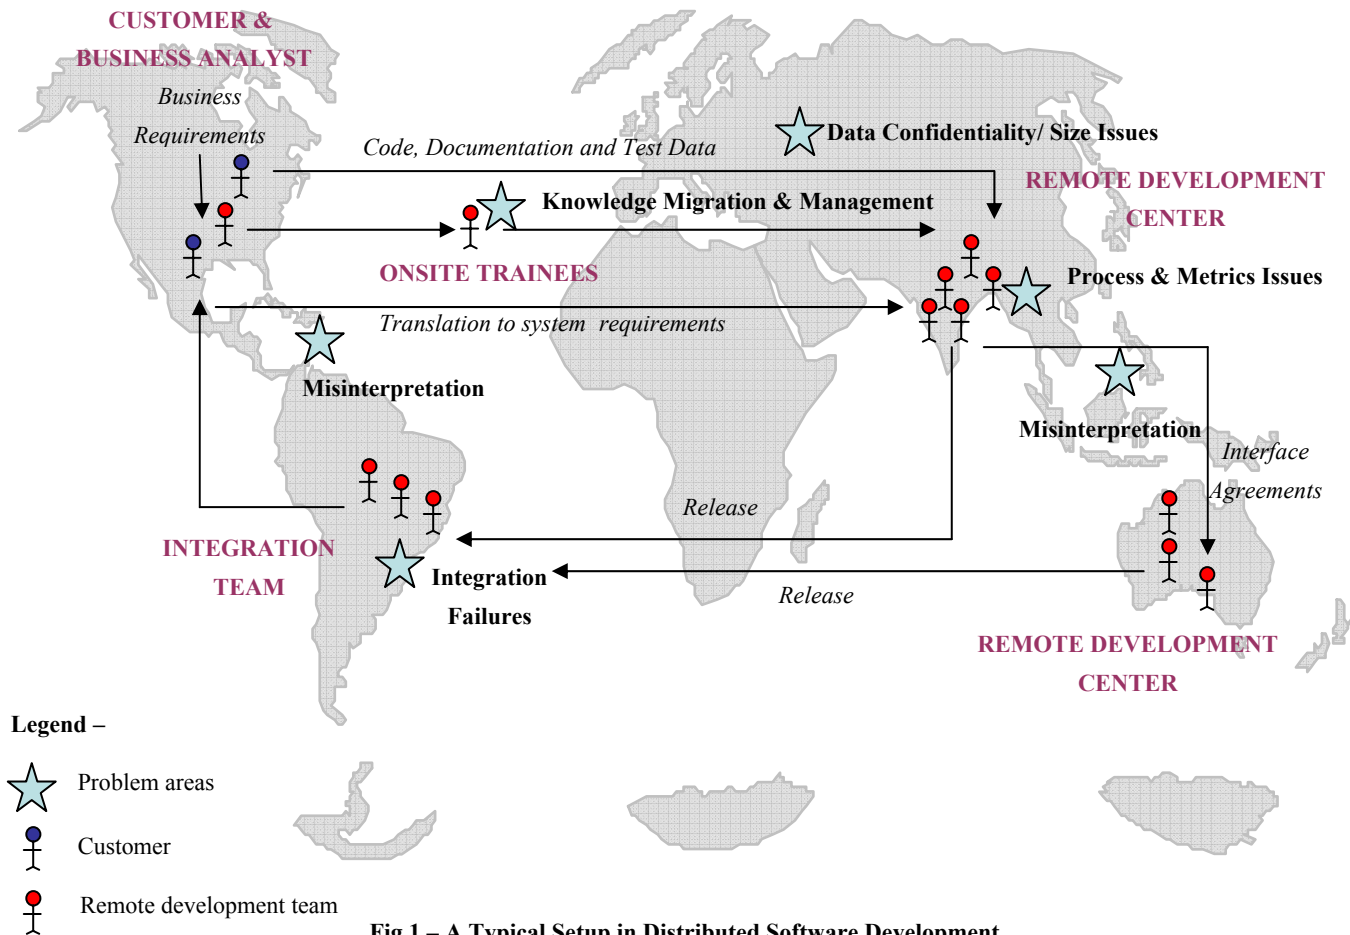 CUSTOMER &
BUSINESS ANALYST
Business
Requirements
Code, Documentation and Test Data
Data Confidentiality/ Size Issues
REMOTE DEVELOPMENT
CENTER
Knowledge Migration & Management
ONSITE TRAINEES
Process & Metrics Issues
Translation to system requirements
Misinterpretation
Misinterpretation
Interface
Agreements
Release
INTEGRATION
TEAM
Integration
Failures
Release
REMOTE DEVELOPMENT
CENTER
Legend –
Problem areas
Customer
Remote development team
Fig 1 – A Typical Setup in Distributed Software Development